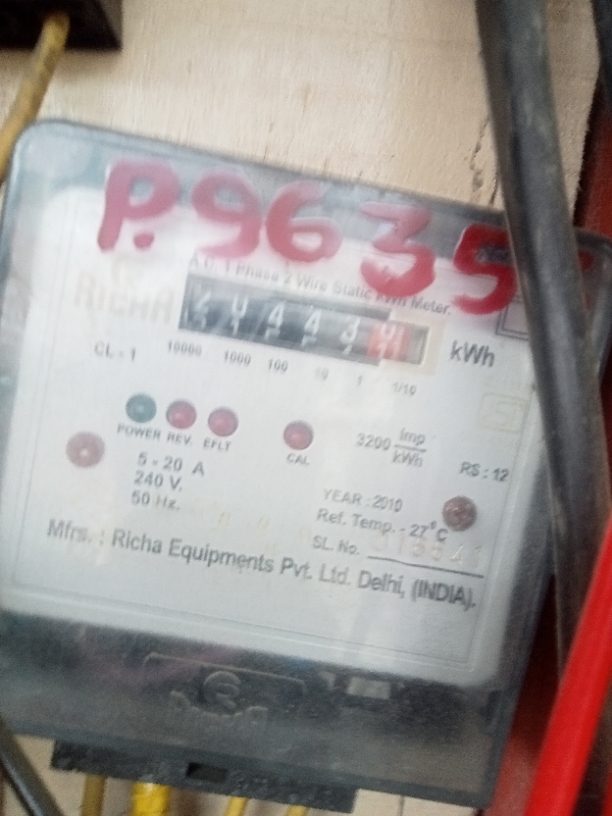 P.9635
RICHA
A.C. 1 Phase 2 Wire Static kWh Meter.
kWh
CL - 1
10000 1000 100 10 1 1/10
POWER REV. EFLT
CAL
3200 Imp/kWh
RS : 12
5 - 20 A
240 V.
50 Hz.
YEAR : 2010
Ref. Temp. - 27°C
SL. No.
Mfrs. : Richa Equipments Pvt. Ltd. Delhi, (INDIA).